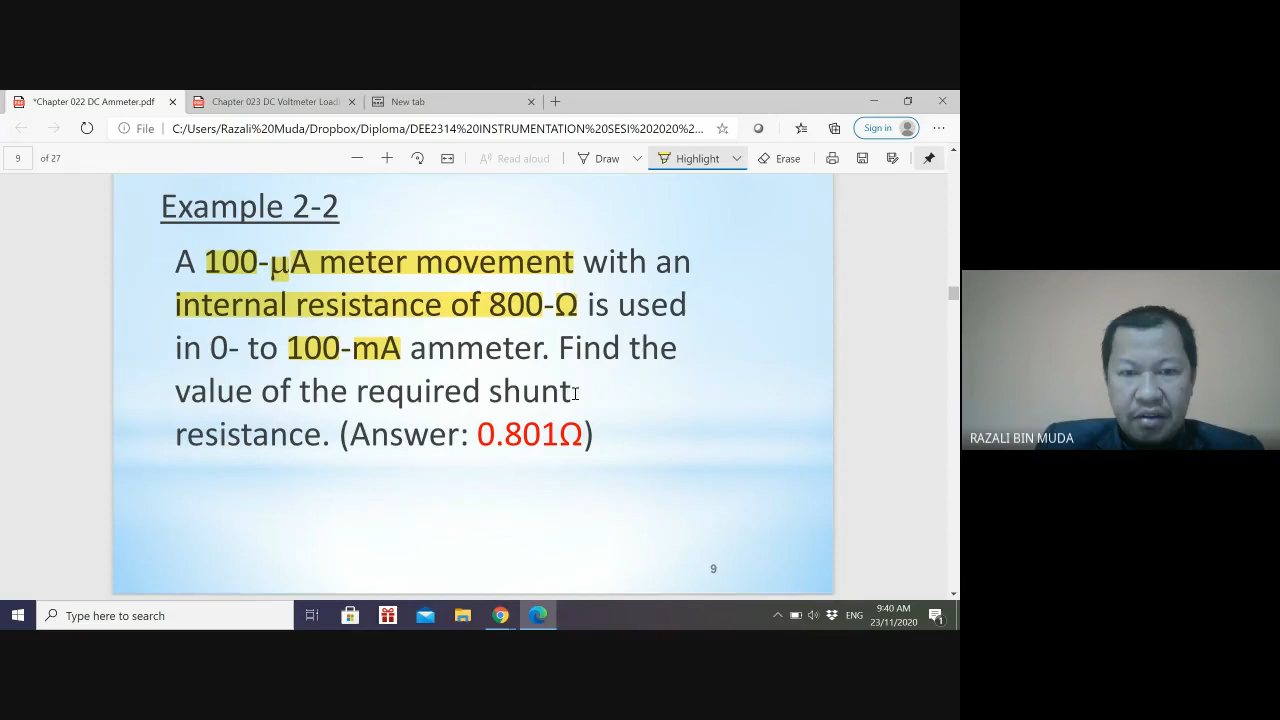 *Chapter 022 DC Ammeter.pdf
Chapter 023 DC Voltmeter Load
New tab
File
C:/Users/Razali%20Muda/Dropbox/Diploma/DEE2314%20INSTRUMENTATION%20SESI%202020%2...
Sign in
9 of 27
Read aloud
Draw
Highlight
Erase
Example 2-2
A 100-μA meter movement with an
internal resistance of 800-Ω is used
in 0- to 100-mA ammeter. Find the
value of the required shunt
resistance. (Answer: 0.801Ω)
RAZALI BIN MUDA
9
Type here to search
ENG
9:40 AM
23/11/2020
1